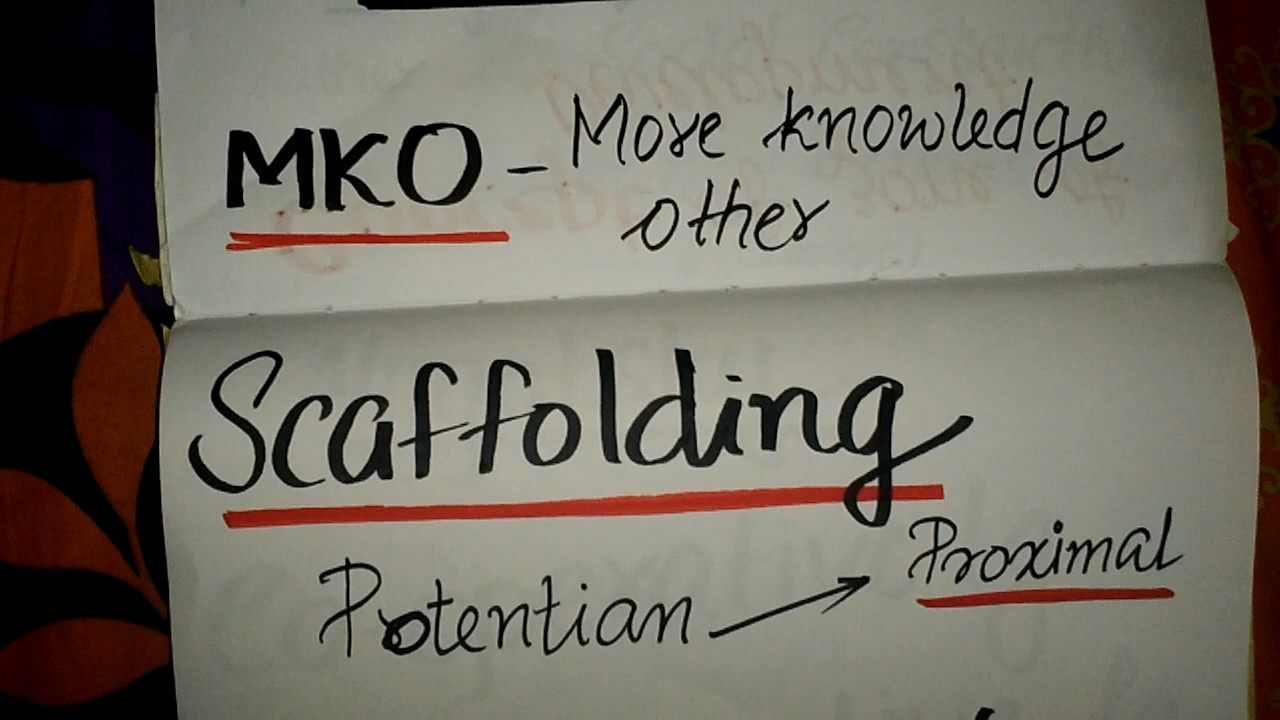 MKO - More knowledge
other
Scaffolding
Potentian → Proximal